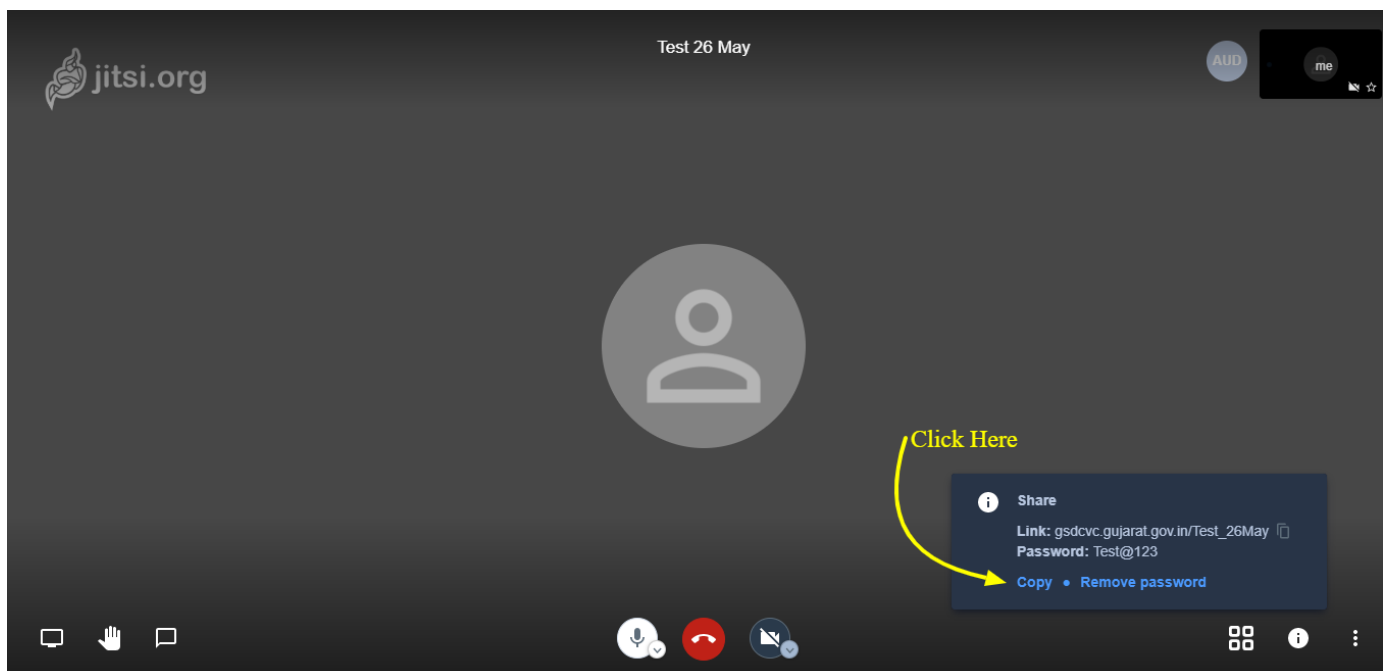 jitsi.org
Test 26 May
AUD
me
Click Here
Share
Link: gsdcvc.gujarat.gov.in/Test_26May
Password: Test@123
Copy • Remove password